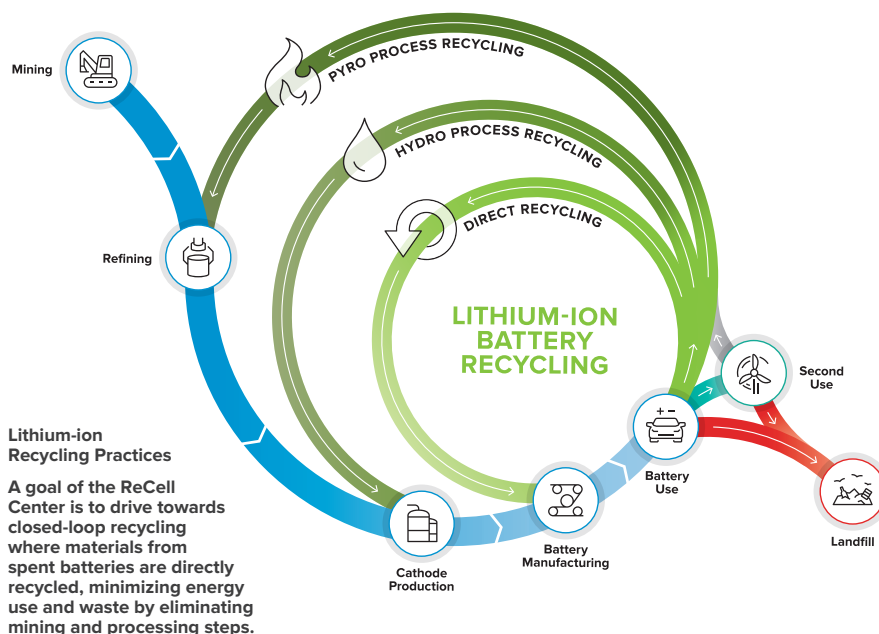 Mining
PYRO PROCESS RECYCLING
HYDRO PROCESS RECYCLING
DIRECT RECYCLING
Refining
LITHIUM-ION
BATTERY
RECYCLING
Second
Use
Battery
Use
Landfill
Battery
Manufacturing
Cathode
Production
Lithium-ion
Recycling Practices
A goal of the ReCell
Center is to drive towards
closed-loop recycling
where materials from
spent batteries are directly
recycled, minimizing energy
use and waste by eliminating
mining and processing steps.